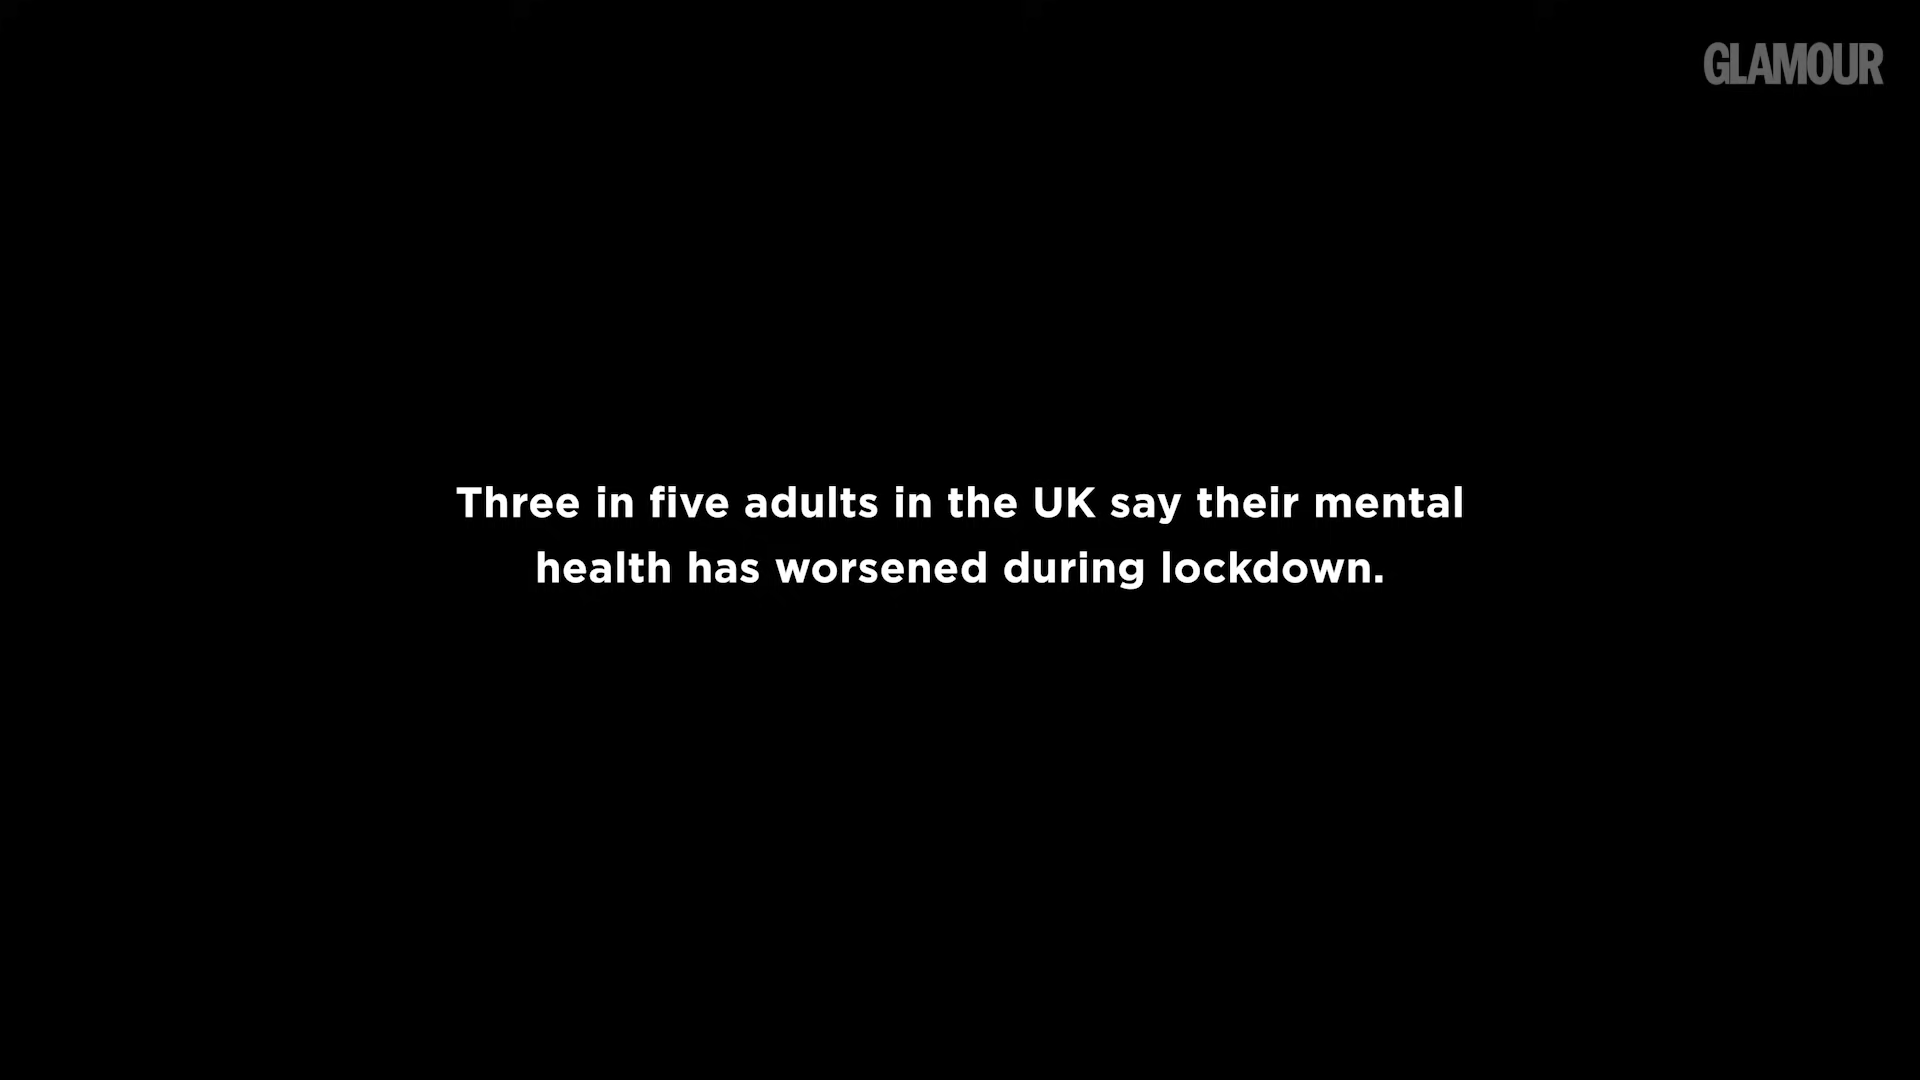 GLAMOUR
Three in five adults in the UK say their mental
health has worsened during lockdown.